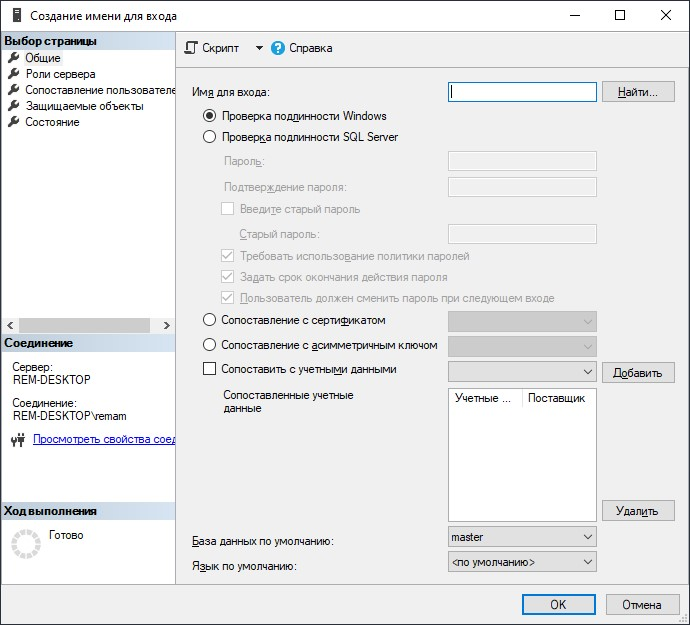 Создание имени для входа
Выбор страницы
Общие
Роли сервера
Сопоставление пользователе
Защищаемые объекты
Состояние
Соединение
Сервер:
REM-DESKTOP
Соединение:
REM-DESKTOP\remam
Просмотреть свойства соед
Ход выполнения
Готово
Скрипт Справка
Имя для входа: Найти...
Проверка подлинности Windows
Проверка подлинности SQL Server
Пароль:
Подтверждение пароля:
Введите старый пароль
Старый пароль:
Требовать использование политики паролей
Задать срок окончания действия пароля
Пользователь должен сменить пароль при следующем входе
Сопоставление с сертификатом
Сопоставление с асимметричным ключом
Сопоставить с учетными данными Добавить
Сопоставленные учетные
данные
Учетные ... Поставщик
Удалить
База данных по умолчанию: master
Язык по умолчанию: <по умолчанию>
OK Отмена